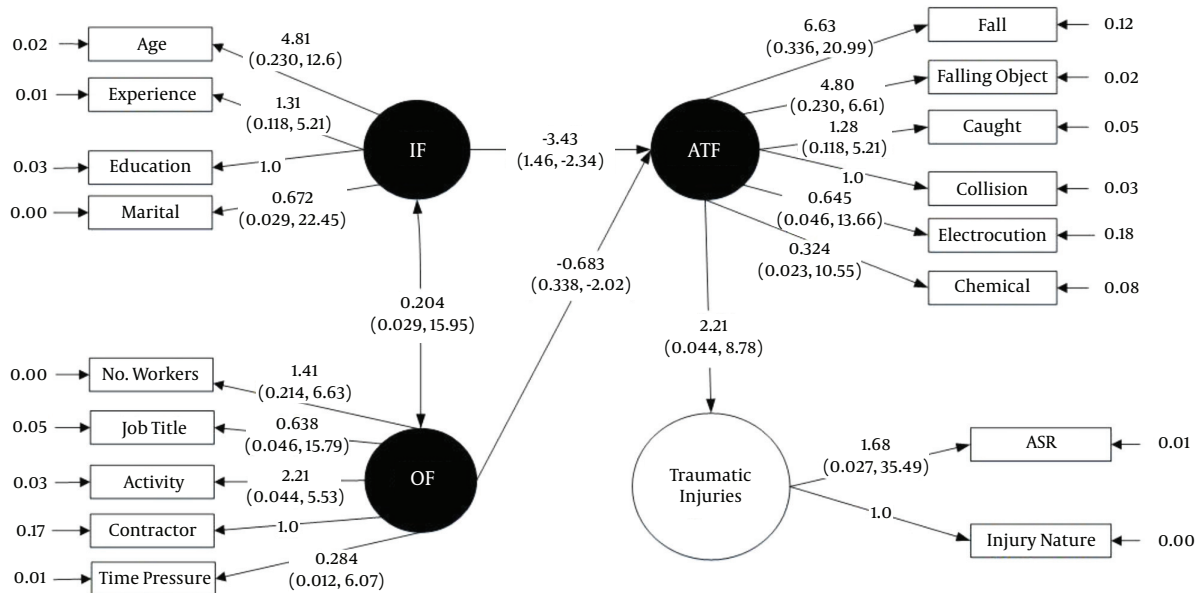 0.02
Age
4.81
(0.230, 12.6)
0.01
Experience
1.31
(0.118, 5.21)
0.03
Education
1.0
0.00
Marital
0.672
(0.029, 22.45)
IF
-3.43
(1.46, -2.34)
ATF
6.63
(0.336, 20.99)
Fall
0.12
4.80
(0.230, 6.61)
Falling Object
0.02
1.28
(0.118, 5.21)
Caught
0.05
1.0
Collision
0.03
0.645
(0.046, 13.66)
Electrocution
0.18
0.324
(0.023, 10.55)
Chemical
0.08
0.204
(0.029, 15.95)
-0.683
(0.338, -2.02)
2.21
(0.044, 8.78)
0.00
No. Workers
1.41
(0.214, 6.63)
0.05
Job Title
0.638
(0.046, 15.79)
0.03
Activity
2.21
(0.044, 5.53)
0.17
Contractor
1.0
0.01
Time Pressure
0.284
(0.012, 6.07)
OF
Traumatic
Injuries
1.68
(0.027, 35.49)
ASR
0.01
1.0
Injury Nature
0.00